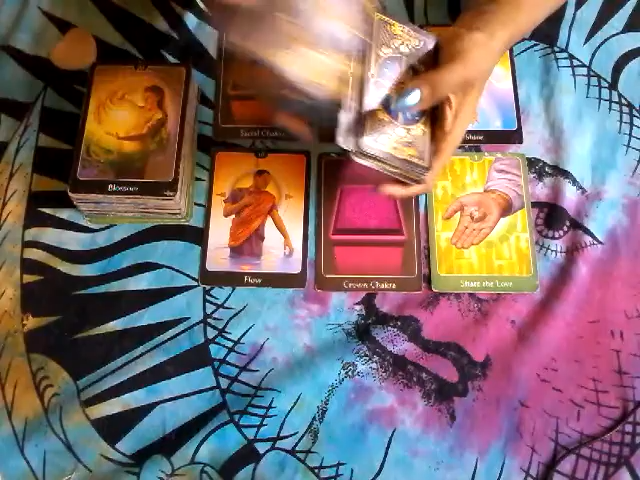 Blossom
Sacral Chakra
Shine
Flow
Crown Chakra
Share the Love